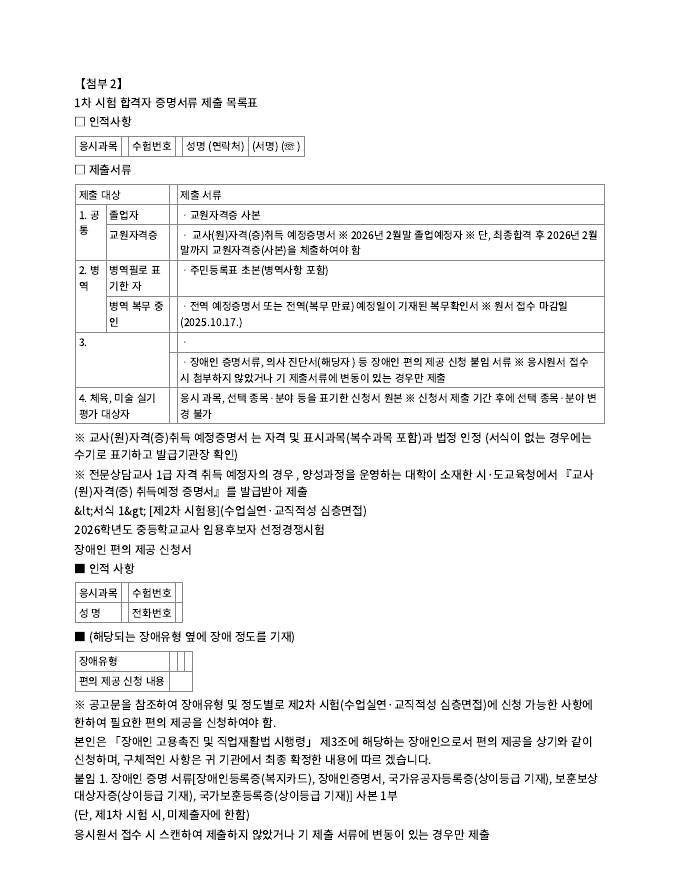 【첨부 2】
1차 시험 합격자 증명서류 제출 목록표
□ 인적사항
응시과목 수험번호 성명 (연락처) (서명) (☏ )
□ 제출서류
제출 대상 제출 서류
1. 공통 졸업자 · 교원자격증 사본
교원자격증 · 교사(원)자격(증)취득 예정증명서 ※ 2026년 2월말 졸업예정자 ※ 단, 최종합격 후 2026년 2월
말까지 교원자격증(사본)을 체출하여야 함
2. 병역 병역필로 표기한 자 · 주민등록표 초본(병역사항 포함)
병역 복무 중인 · 전역 예정증명서 또는 전역(복무 만료) 예정일이 기재된 복무확인서 ※ 원서 접수 마감일
(2025.10.17.)
3. ·
· 장애인 증명서류, 의사 진단서(해당자 ) 등 장애인 편의 제공 신청 붙임 서류 ※ 응시원서 접수
시 첨부하지 않았거나 기 제출서류에 변동이 있는 경우만 제출
4. 체육, 미술 실기
평가 대상자 응시 과목, 선택 종목·분야 등을 표기한 신청서 원본 ※ 신청서 제출 기간 후에 선택 종목·분야 변
경 불가
※ 교사(원)자격(증)취득 예정증명서 는 자격 및 표시과목(복수과목 포함)과 법정 인정 (서식이 없는 경우에는
수기로 표기하고 발급기관장 확인)
※ 전문상담교사 1급 자격 취득 예정자의 경우 , 양성과정을 운영하는 대학이 소재한 시·도교육청에서 『교사
(원)자격(증) 취득예정 증명서』를 발급받아 제출
&lt;서식 1&gt; [제2차 시험용](수업실연·교직적성 심층면접)
2026학년도 중등학교교사 임용후보자 선정경쟁시험
장애인 편의 제공 신청서
■ 인적 사항
응시과목 수험번호
성 명 전화번호
■ (해당되는 장애유형 옆에 장애 정도를 기재)
장애유형
편의 제공 신청 내용
※ 공고문을 참조하여 장애유형 및 정도별로 제2차 시험(수업실연·교직적성 심층면접)에 신청 가능한 사항에
한하여 필요한 편의 제공을 신청하여야 함.
본인은 「장애인 고용촉진 및 직업재활법 시행령」 제3조에 해당하는 장애인으로서 편의 제공을 상기와 같이
신청하며, 구체적인 사항은 귀 기관에서 최종 확정한 내용에 따르 겠습니다.
붙임 1. 장애인 증명 서류[장애인등록증(복지카드), 장애인증명서, 국가유공자등록증(상이등급 기재), 보훈보상
대상자증(상이등급 기재), 국가보훈등록증(상이등급 기재)] 사본 1부
(단, 제1차 시험 시, 미제출자에 한함)
응시원서 접수 시 스캔하여 제출하지 않았거나 기 제출 서류에 변동이 있는 경우만 제출